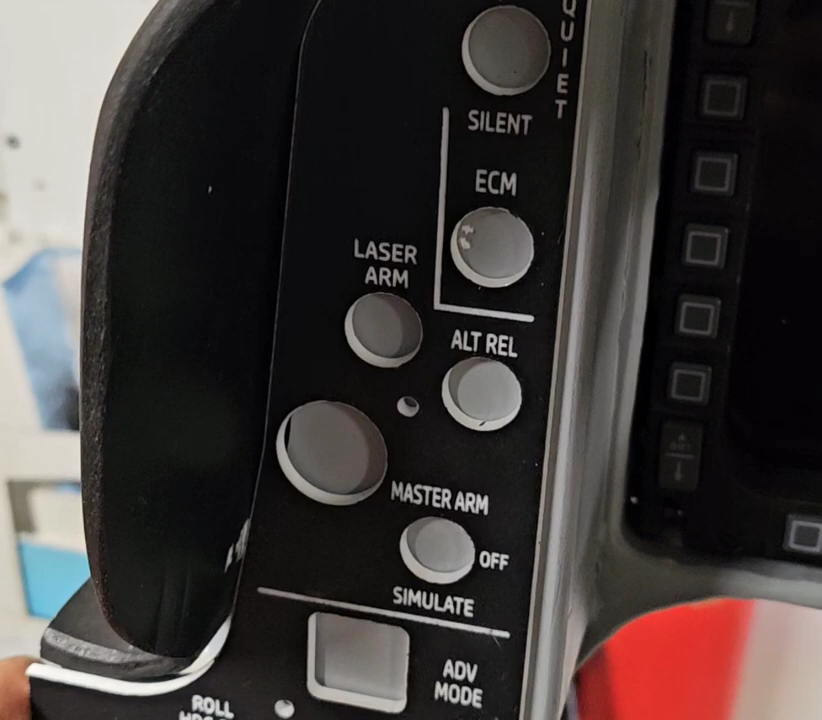 QUIET
SILENT
ECM
LASER
ARM
ALT REL
MASTER ARM
OFF
SIMULATE
ADV
MODE
ROLL